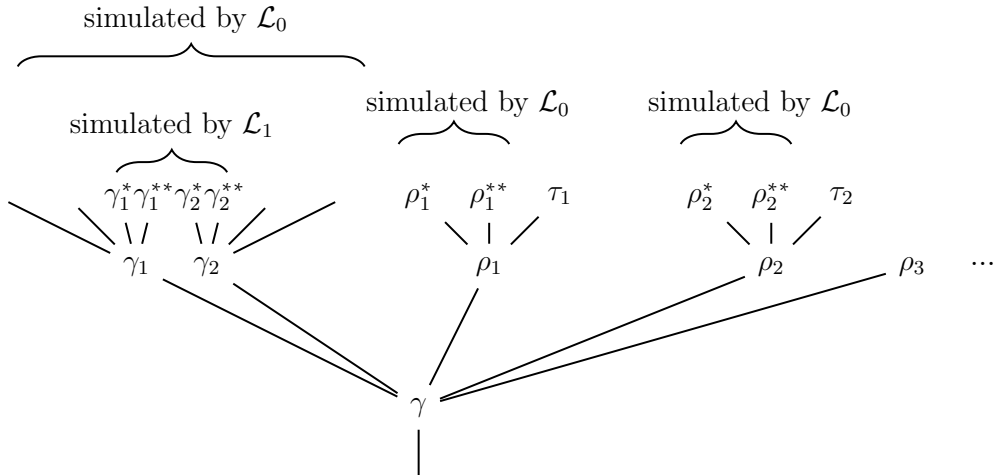 simulated by 𝓛₀
simulated by 𝓛₀ simulated by 𝓛₀
simulated by 𝓛₁
γ₁* γ₁** γ₂* γ₂** ρ₁* ρ₁** τ₁ ρ₂* ρ₂** τ₂
γ₁ γ₂ ρ₁ ρ₂ ρ₃ ...
γ